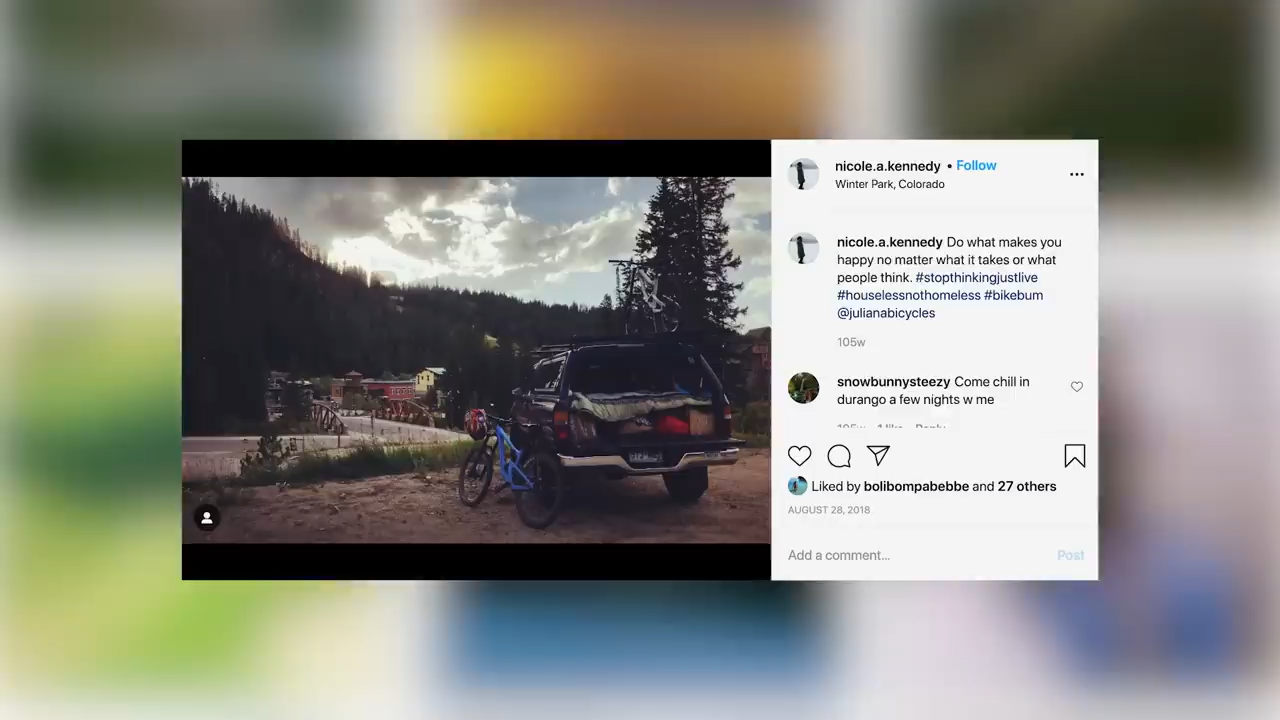 nicole.a.kennedy • Follow
Winter Park, Colorado
nicole.a.kennedy Do what makes you
happy no matter what it takes or what
people think. #stopthinkingjustlive
#houselessnothomeless #bikebum
@julianabicycles
105w
snowbunnysteezy Come chill in
durango a few nights w me
Liked by bolibompabebbe and 27 others
AUGUST 28, 2018
Add a comment...
Post